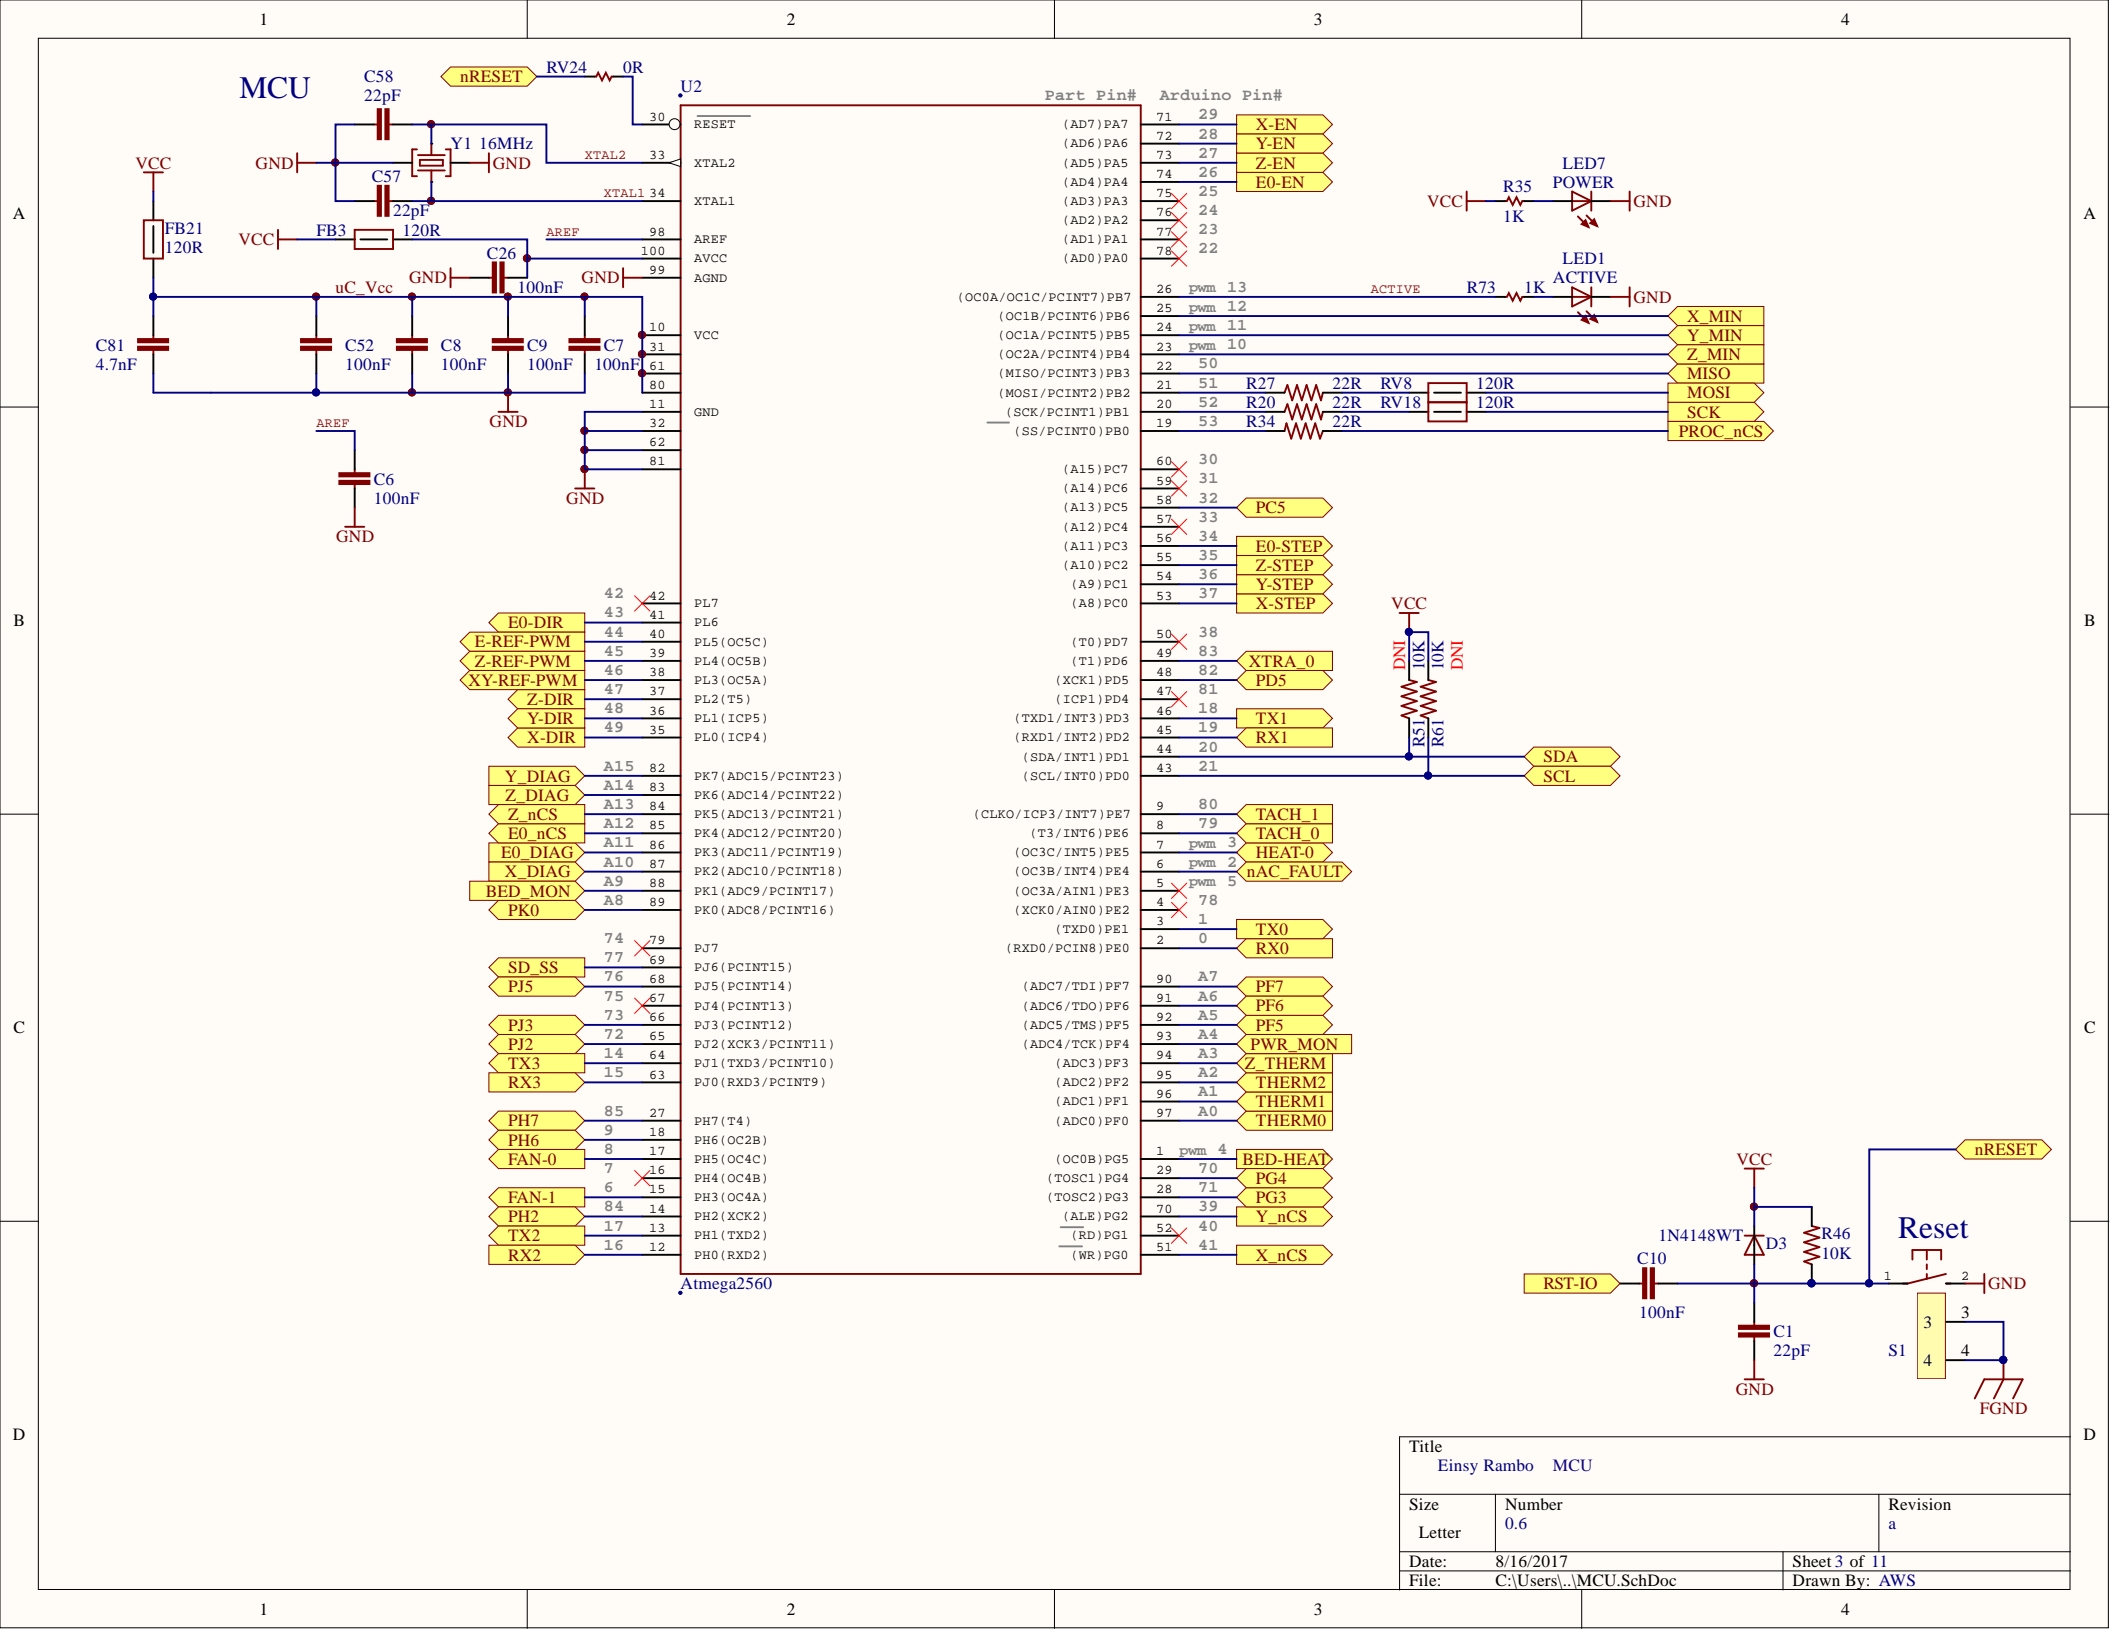 1 2 3 4
A A
B B
C C
D D
1 2 3 4
MCU
C58
22pF
nRESET RV24 0R
U2
Y1 16MHz
GND GND
XTAL2
XTAL1
C57
22pF
VCC
FB21
120R
VCC FB3 120R
AREF
C26
GND GND
100nF
uC_Vcc
C81
4.7nF
C52
100nF
C8
100nF
C9
100nF
C7
100nF
GND
AREF
C6
100nF
GND
GND
30 RESET
33 XTAL2
34 XTAL1
98 AREF
100 AVCC
99 AGND
10 VCC
31
61
80
11 GND
32
62
81
42 42 PL7
E0-DIR 43 41 PL6
E-REF-PWM 44 40 PL5(OC5C)
Z-REF-PWM 45 39 PL4(OC5B)
XY-REF-PWM 46 38 PL3(OC5A)
Z-DIR 47 37 PL2(T5)
Y-DIR 48 36 PL1(ICP5)
X-DIR 49 35 PL0(ICP4)
Y_DIAG A15 82 PK7(ADC15/PCINT23)
Z_DIAG A14 83 PK6(ADC14/PCINT22)
Z_nCS A13 84 PK5(ADC13/PCINT21)
E0_nCS A12 85 PK4(ADC12/PCINT20)
E0_DIAG A11 86 PK3(ADC11/PCINT19)
X_DIAG A10 87 PK2(ADC10/PCINT18)
BED_MON A9 88 PK1(ADC9/PCINT17)
PK0 A8 89 PK0(ADC8/PCINT16)
74 79 PJ7
SD_SS 77 69 PJ6(PCINT15)
PJ5 76 68 PJ5(PCINT14)
75 67 PJ4(PCINT13)
PJ3 73 66 PJ3(PCINT12)
PJ2 72 65 PJ2(XCK3/PCINT11)
TX3 14 64 PJ1(TXD3/PCINT10)
RX3 15 63 PJ0(RXD3/PCINT9)
PH7 85 27 PH7(T4)
PH6 9 18 PH6(OC2B)
FAN-0 8 17 PH5(OC4C)
7 16 PH4(OC4B)
FAN-1 6 15 PH3(OC4A)
PH2 84 14 PH2(XCK2)
TX2 17 13 PH1(TXD2)
RX2 16 12 PH0(RXD2)
Atmega2560
Part Pin# Arduino Pin#
(AD7)PA7 71 29 X-EN
(AD6)PA6 72 28 Y-EN
(AD5)PA5 73 27 Z-EN
(AD4)PA4 74 26 E0-EN
(AD3)PA3 75 25
(AD2)PA2 76 24
(AD1)PA1 77 23
(AD0)PA0 78 22
(OC0A/OC1C/PCINT7)PB7 26 pwm 13 ACTIVE R73 1K GND
(OC1B/PCINT6)PB6 25 pwm 12 X_MIN
(OC1A/PCINT5)PB5 24 pwm 11 Y_MIN
(OC2A/PCINT4)PB4 23 pwm 10 Z_MIN
(MISO/PCINT3)PB3 22 50 MISO
(MOSI/PCINT2)PB2 21 51 R27 22R RV8 120R MOSI
(SCK/PCINT1)PB1 20 52 R20 22R RV18 120R SCK
(SS/PCINT0)PB0 19 53 R34 22R PROC_nCS
(A15)PC7 60 30
(A14)PC6 59 31
(A13)PC5 58 32 PC5
(A12)PC4 57 33
(A11)PC3 56 34 E0-STEP
(A10)PC2 55 35 Z-STEP
(A9)PC1 54 36 Y-STEP
(A8)PC0 53 37 X-STEP
(T0)PD7 50 38
(T1)PD6 49 83 XTRA_0
(XCK1)PD5 48 82 PD5
(ICP1)PD4 47 81
(TXD1/INT3)PD3 46 18 TX1
(RXD1/INT2)PD2 45 19 RX1
(SDA/INT1)PD1 44 20 SDA
(SCL/INT0)PD0 43 21 SCL
(CLKO/ICP3/INT7)PE7 9 80 TACH_1
(T3/INT6)PE6 8 79 TACH_0
(OC3C/INT5)PE5 7 pwm 3 HEAT-0
(OC3B/INT4)PE4 6 pwm 2 nAC_FAULT
(OC3A/AIN1)PE3 5 pwm 5
(XCK0/AIN0)PE2 4 78
(TXD0)PE1 3 1 TX0
(RXD0/PCIN8)PE0 2 0 RX0
(ADC7/TDI)PF7 90 A7 PF7
(ADC6/TDO)PF6 91 A6 PF6
(ADC5/TMS)PF5 92 A5 PF5
(ADC4/TCK)PF4 93 A4 PWR_MON
(ADC3)PF3 94 A3 Z_THERM
(ADC2)PF2 95 A2 THERM2
(ADC1)PF1 96 A1 THERM1
(ADC0)PF0 97 A0 THERM0
(OC0B)PG5 1 pwm 4 BED-HEAT
(TOSC1)PG4 29 70 PG4
(TOSC2)PG3 28 71 PG3
(ALE)PG2 70 39 Y_nCS
(RD)PG1 52 40
(WR)PG0 51 41 X_nCS
LED7
POWER
VCC R35 GND
1K
LED1
ACTIVE
VCC
DNI 10K 10K DNI
R51 R61
nRESET
VCC
1N4148WT D3
R46
10K
Reset
C10
RST-IO
100nF
1 2 GND
C1
22pF
GND
3 3
S1 4 4
FGND
Title
Einsy Rambo MCU
Size Number Revision
Letter 0.6 a
Date: 8/16/2017 Sheet 3 of 11
File: C:\Users\..\MCU.SchDoc Drawn By: AWS